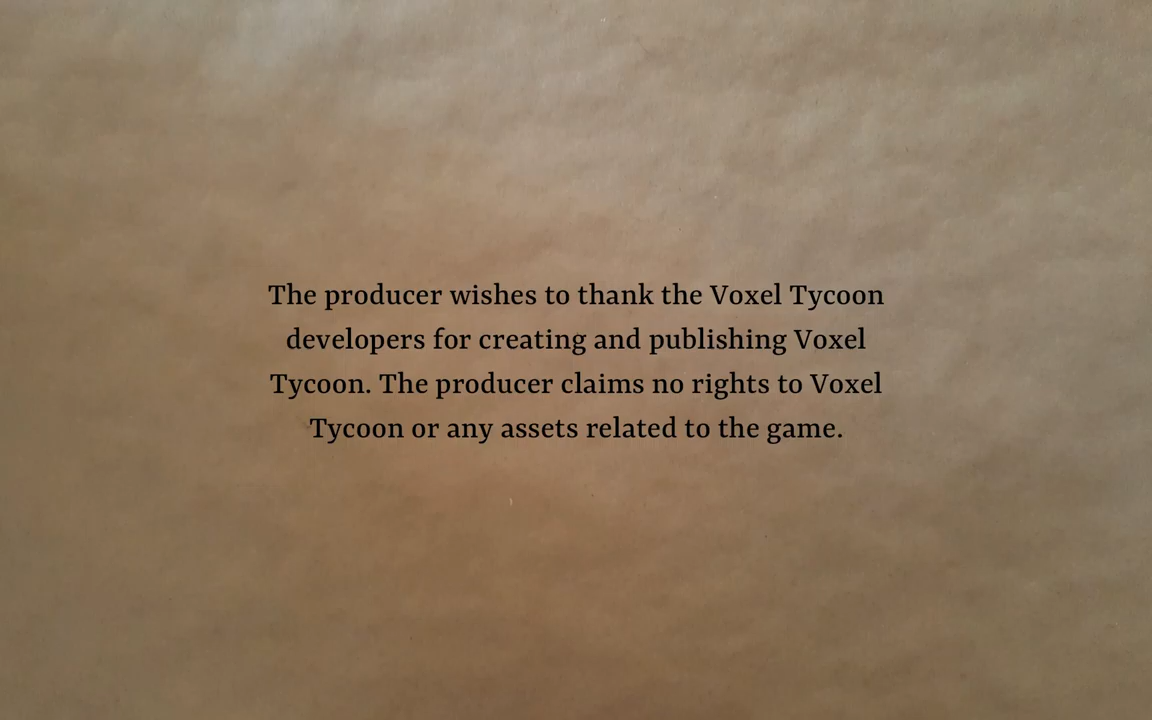 The producer wishes to thank the Voxel Tycoon
developers for creating and publishing Voxel
Tycoon. The producer claims no rights to Voxel
Tycoon or any assets related to the game.